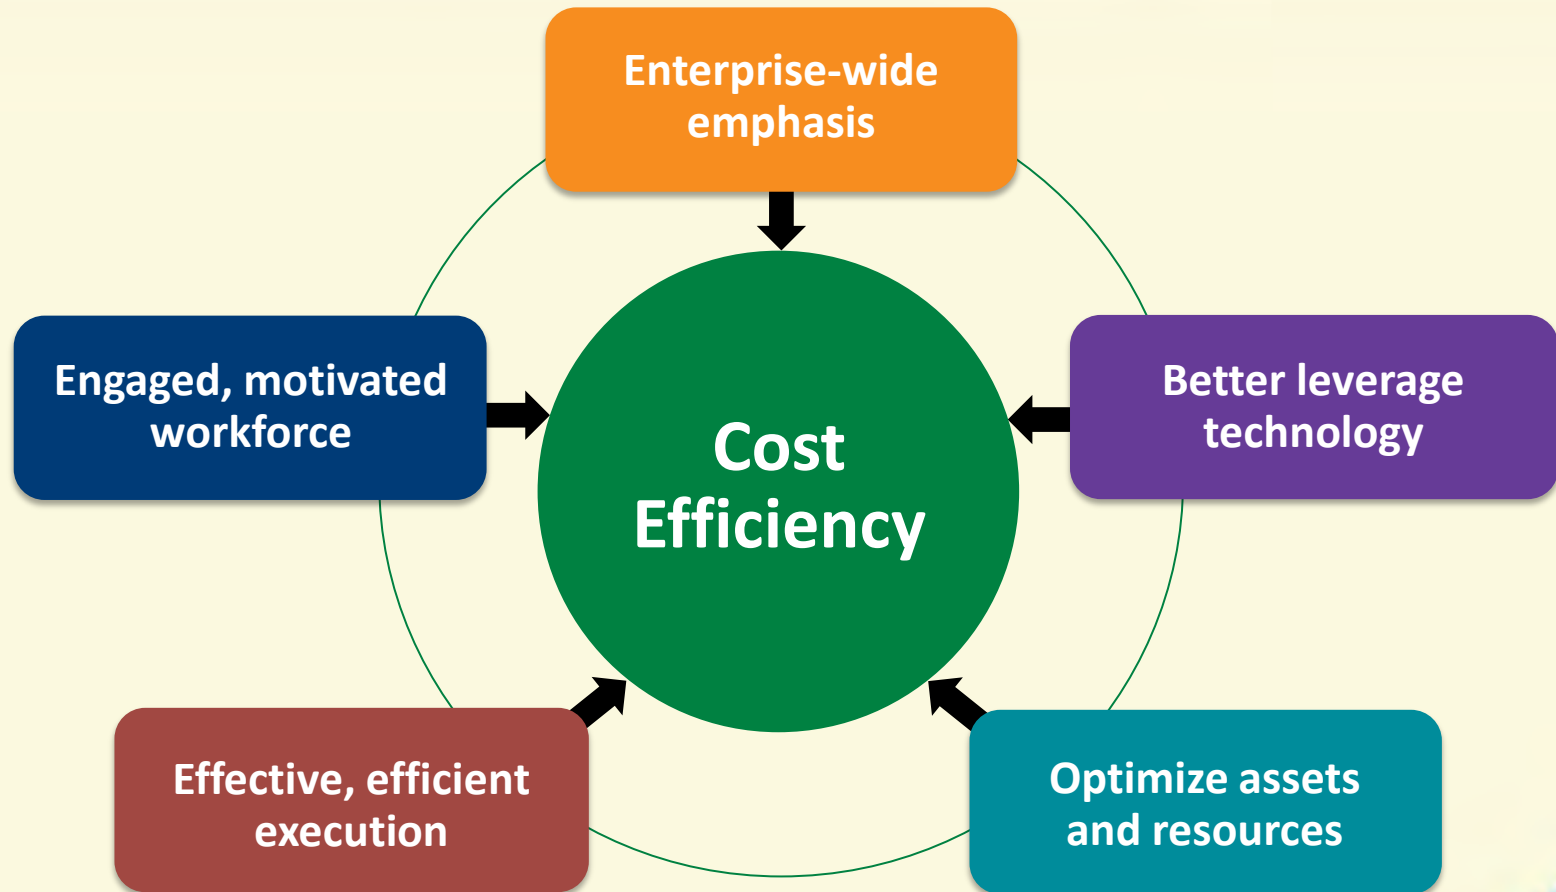 Enterprise-wide
emphasis
Engaged, motivated
workforce
Better leverage
technology
Cost
Efficiency
Effective, efficient
execution
Optimize assets
and resources